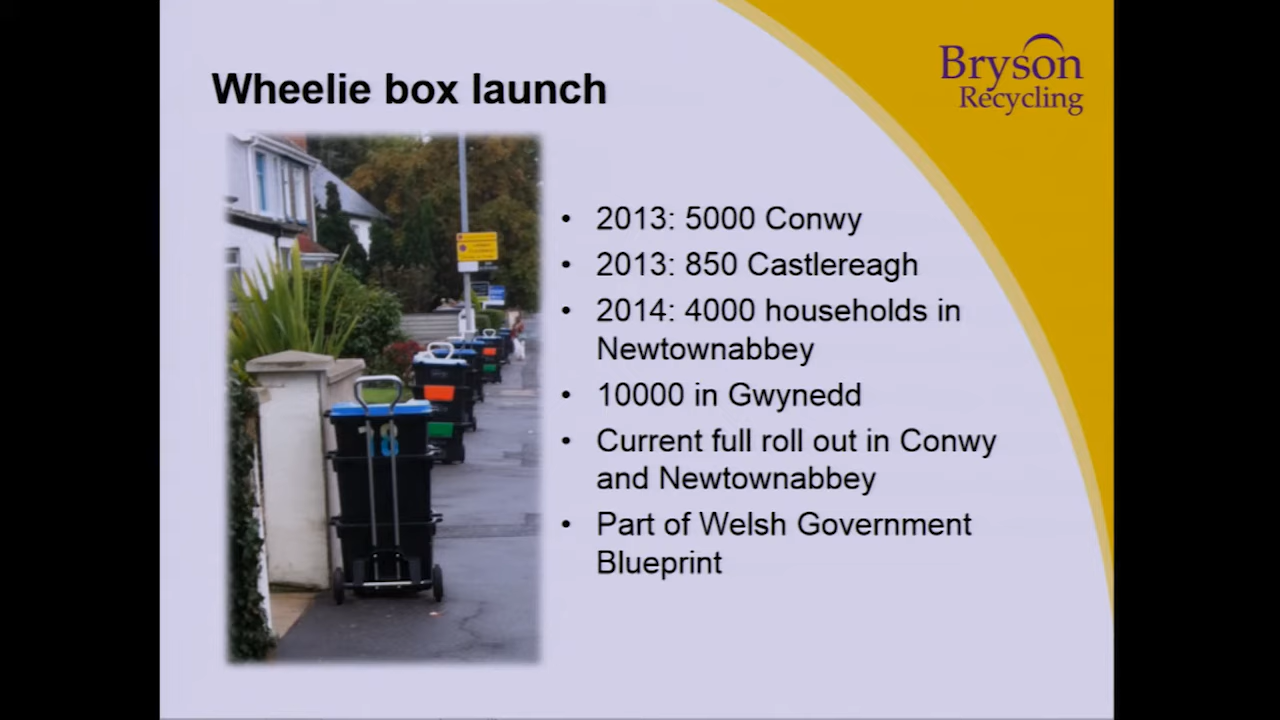 Wheelie box launch
Bryson
Recycling
• 2013: 5000 Conwy
• 2013: 850 Castlereagh
• 2014: 4000 households in
Newtownabbey
• 10000 in Gwynedd
• Current full roll out in Conwy
and Newtownabbey
• Part of Welsh Government
Blueprint
18